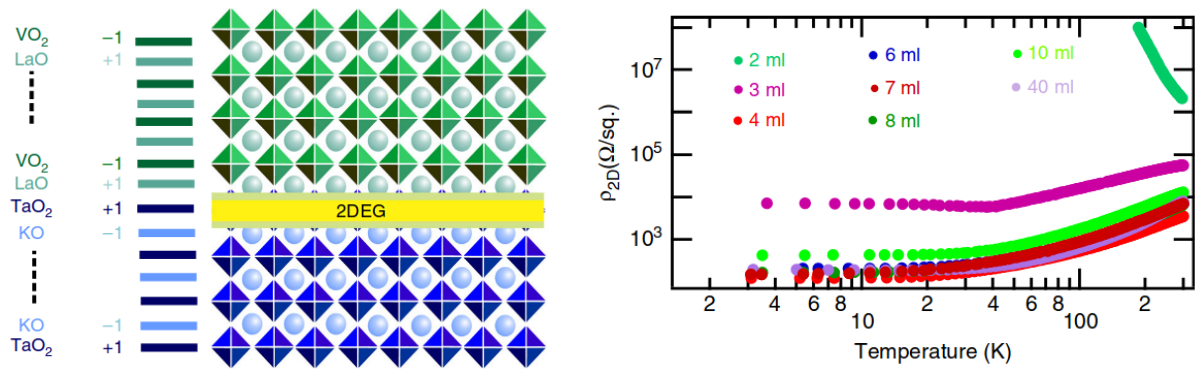 VO2 −1
LaO +1
VO2 −1
LaO +1
TaO2 +1
KO −1
KO −1
TaO2 +1
2DEG
ρ2D(Ω/sq.)
10^7
10^5
10^3
2 ml
3 ml
4 ml
6 ml
7 ml
8 ml
10 ml
40 ml
2 4 6 8 10 2 4 6 8 100 2
Temperature (K)